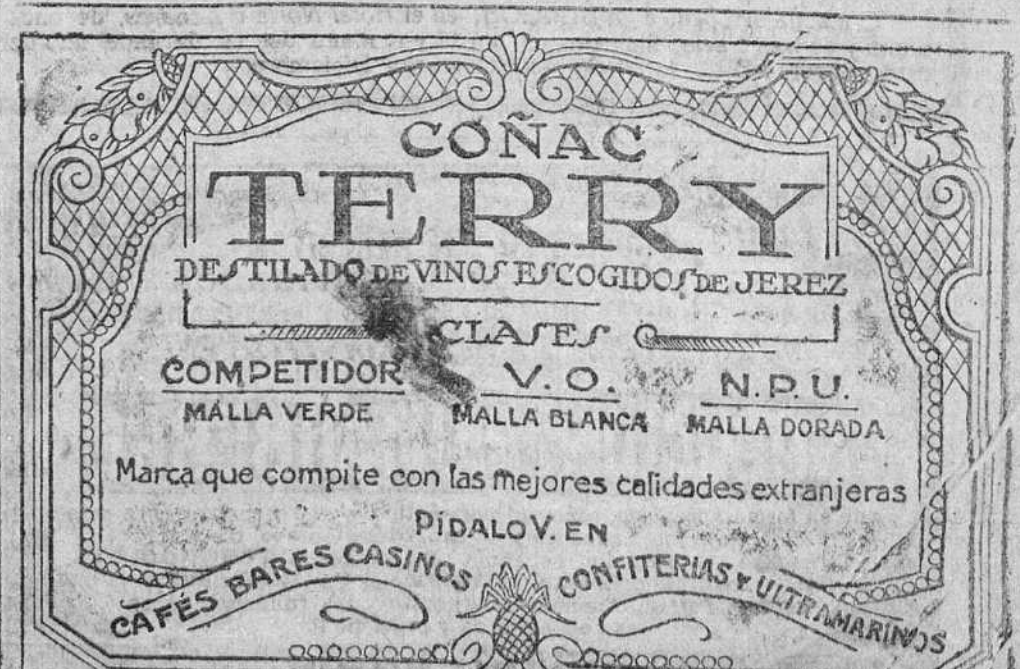 COÑAC
TERRY
DESTILADO DE VINOS ESCOGIDOS DE JEREZ
CLASES
COMPETIDOR V. O. N. P. U.
MALLA VERDE MALLA BLANCA MALLA DORADA
Marca que compite con las mejores calidades extranjeras
PÍDALO V. EN
CAFÉS BARES CASINOS CONFITERIAS Y ULTRAMARINOS